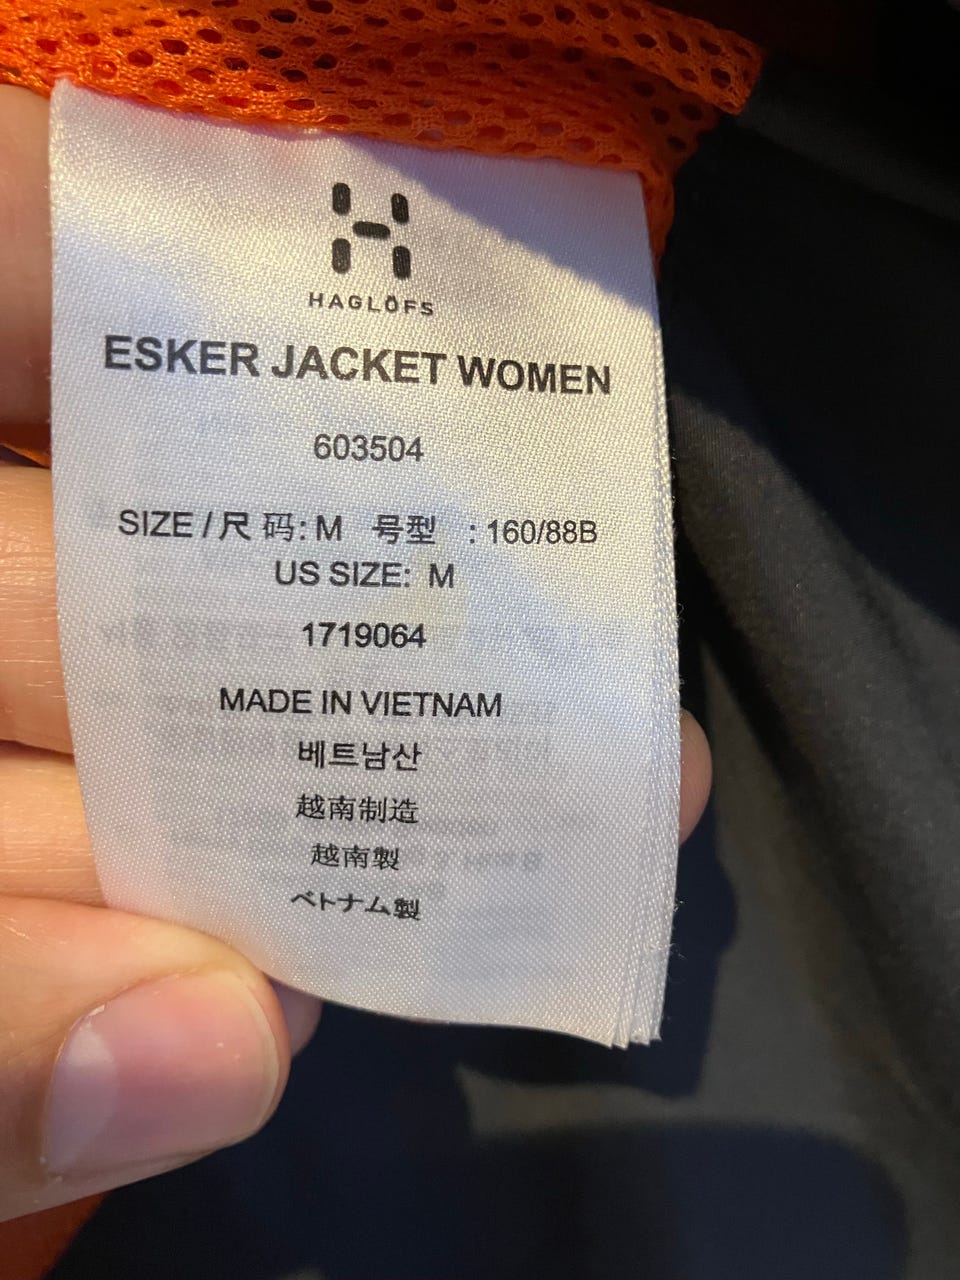 HAGLÖFS
ESKER JACKET WOMEN
603504
SIZE / 尺 码: M 号型 : 160/88B
US SIZE: M
1719064
MADE IN VIETNAM
베트남산
越南制造
越南製
ベトナム製